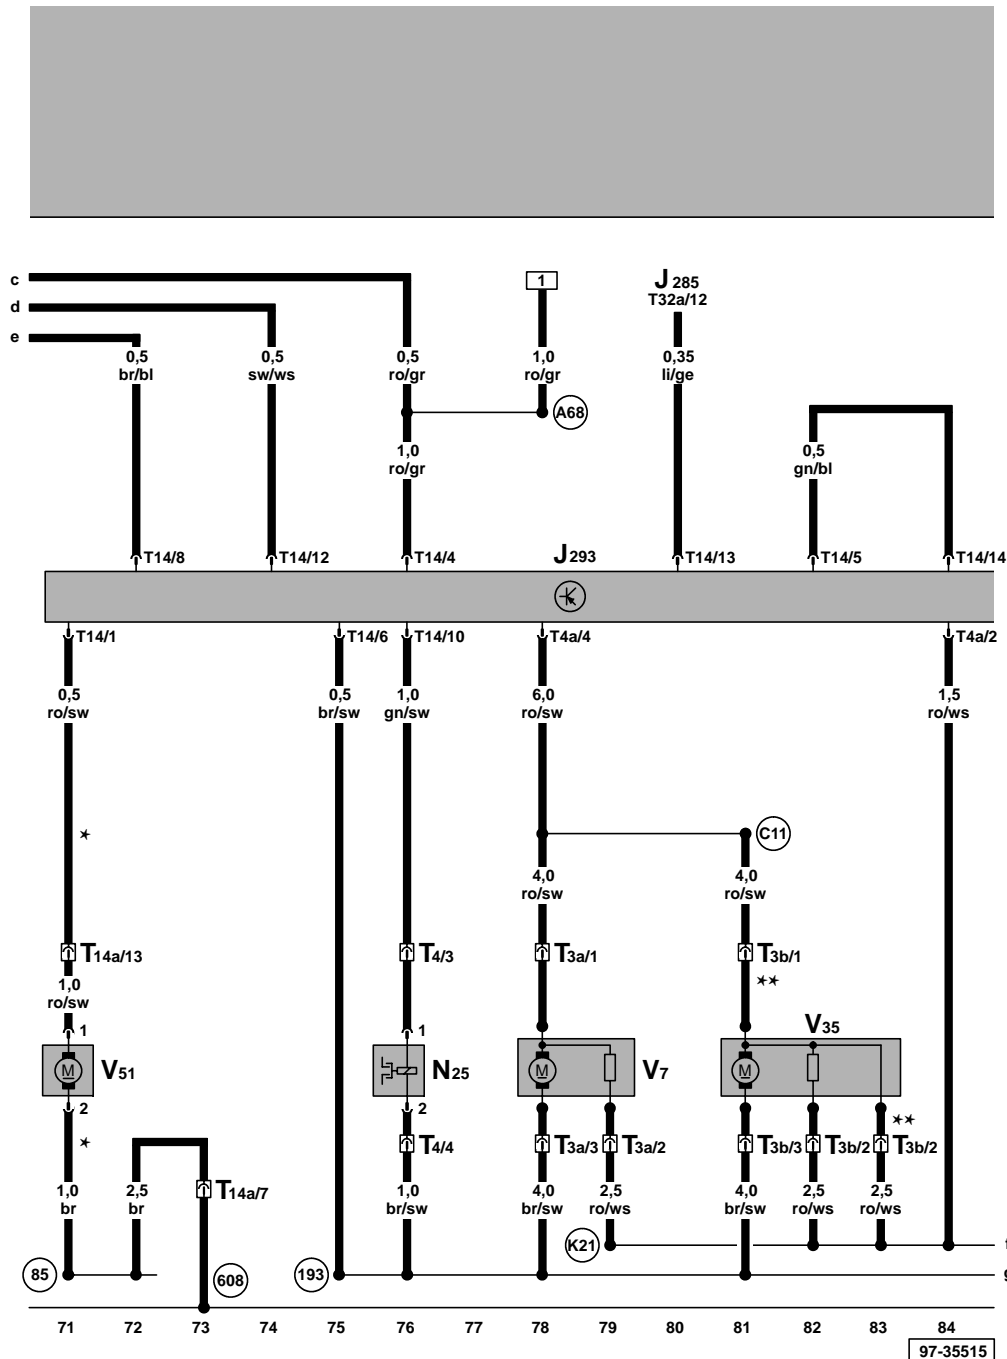 c
1
J 285
T32a/12
d
e
0,5 0,5 0,5 1,0 0,35
br/bl sw/ws ro/gr ro/gr li/ge
A68
1,0 0,5
ro/gr gn/bl
T14/8 T14/12 T14/4 J293 T14/13 T14/5 T14/14
T14/1 T14/6 T14/10 T4a/4 T4a/2
0,5 0,5 1,0 6,0 1,5
ro/sw br/sw gn/sw ro/sw ro/ws
* C11
4,0 4,0
ro/sw ro/sw
T14a/13 T4/3 T3a/1 T3b/1
1,0 **
ro/sw
1 1 V35
M V51 N25 M V7 M
2 2 **
* T4/4 T3a/3 T3a/2 T3b/3 T3b/2 T3b/2
1,0 2,5 T14a/7 1,0 4,0 2,5 4,0 2,5 2,5
br br br/sw br/sw ro/ws br/sw ro/ws ro/ws
K21
85 608 193
71 72 73 74 75 76 77 78 79 80 81 82 83 84
97-35515